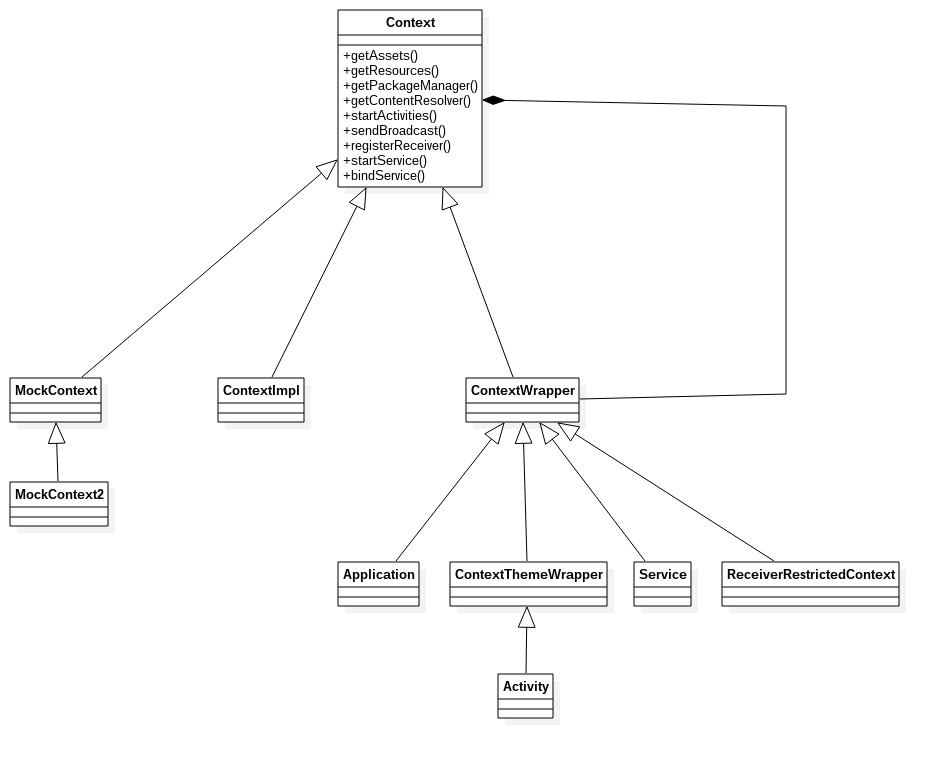 Context
+getAssets()
+getResources()
+getPackageManager()
+getContentResolver()
+startActivities()
+sendBroadcast()
+registerReceiver()
+startService()
+bindService()
MockContext
ContextImpl
ContextWrapper
MockContext2
Application
ContextThemeWrapper
Service
ReceiverRestrictedContext
Activity